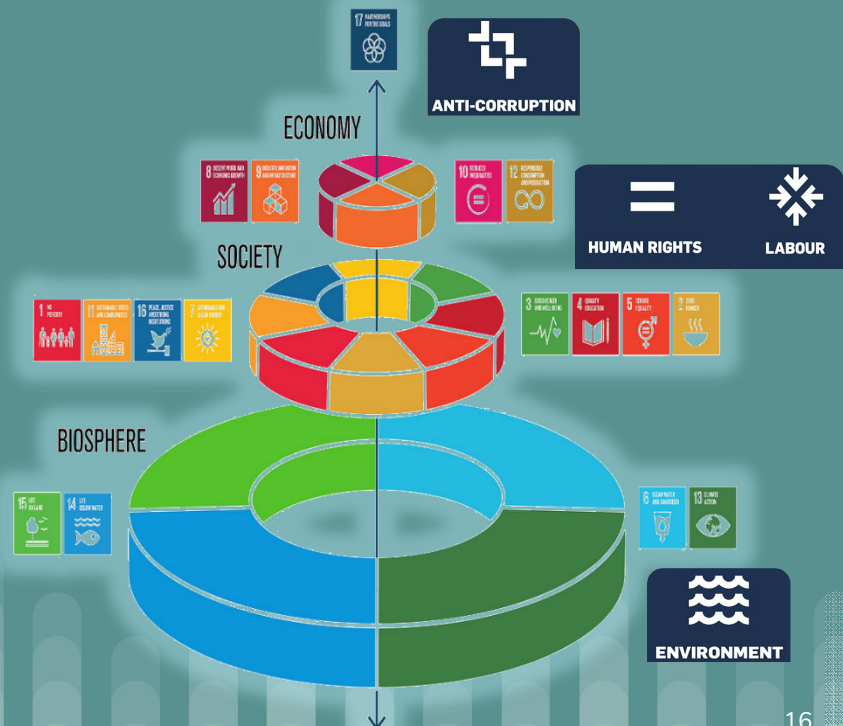 17 PARTNERSHIPS
FOR THE GOALS
ANTI-CORRUPTION
ECONOMY
8 DECENT WORK AND
ECONOMIC GROWTH
9 INDUSTRY, INNOVATION
AND INFRASTRUCTURE
10 REDUCED
INEQUALITIES
12 RESPONSIBLE
CONSUMPTION
AND PRODUCTION
HUMAN RIGHTS
LABOUR
SOCIETY
1 NO
POVERTY
11 SUSTAINABLE CITIES
AND COMMUNITIES
16 PEACE, JUSTICE
AND STRONG
INSTITUTIONS
7 AFFORDABLE AND
CLEAN ENERGY
3 GOOD HEALTH
AND WELL-BEING
4 QUALITY
EDUCATION
5 GENDER
EQUALITY
2 ZERO
HUNGER
BIOSPHERE
15 LIFE
ON LAND
14 LIFE
BELOW WATER
6 CLEAN WATER
AND SANITATION
13 CLIMATE
ACTION
ENVIRONMENT
16